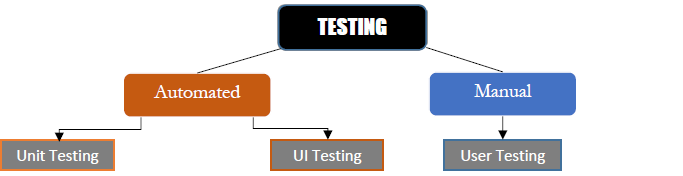 TESTING
Automated
Manual
Unit Testing
UI Testing
User Testing